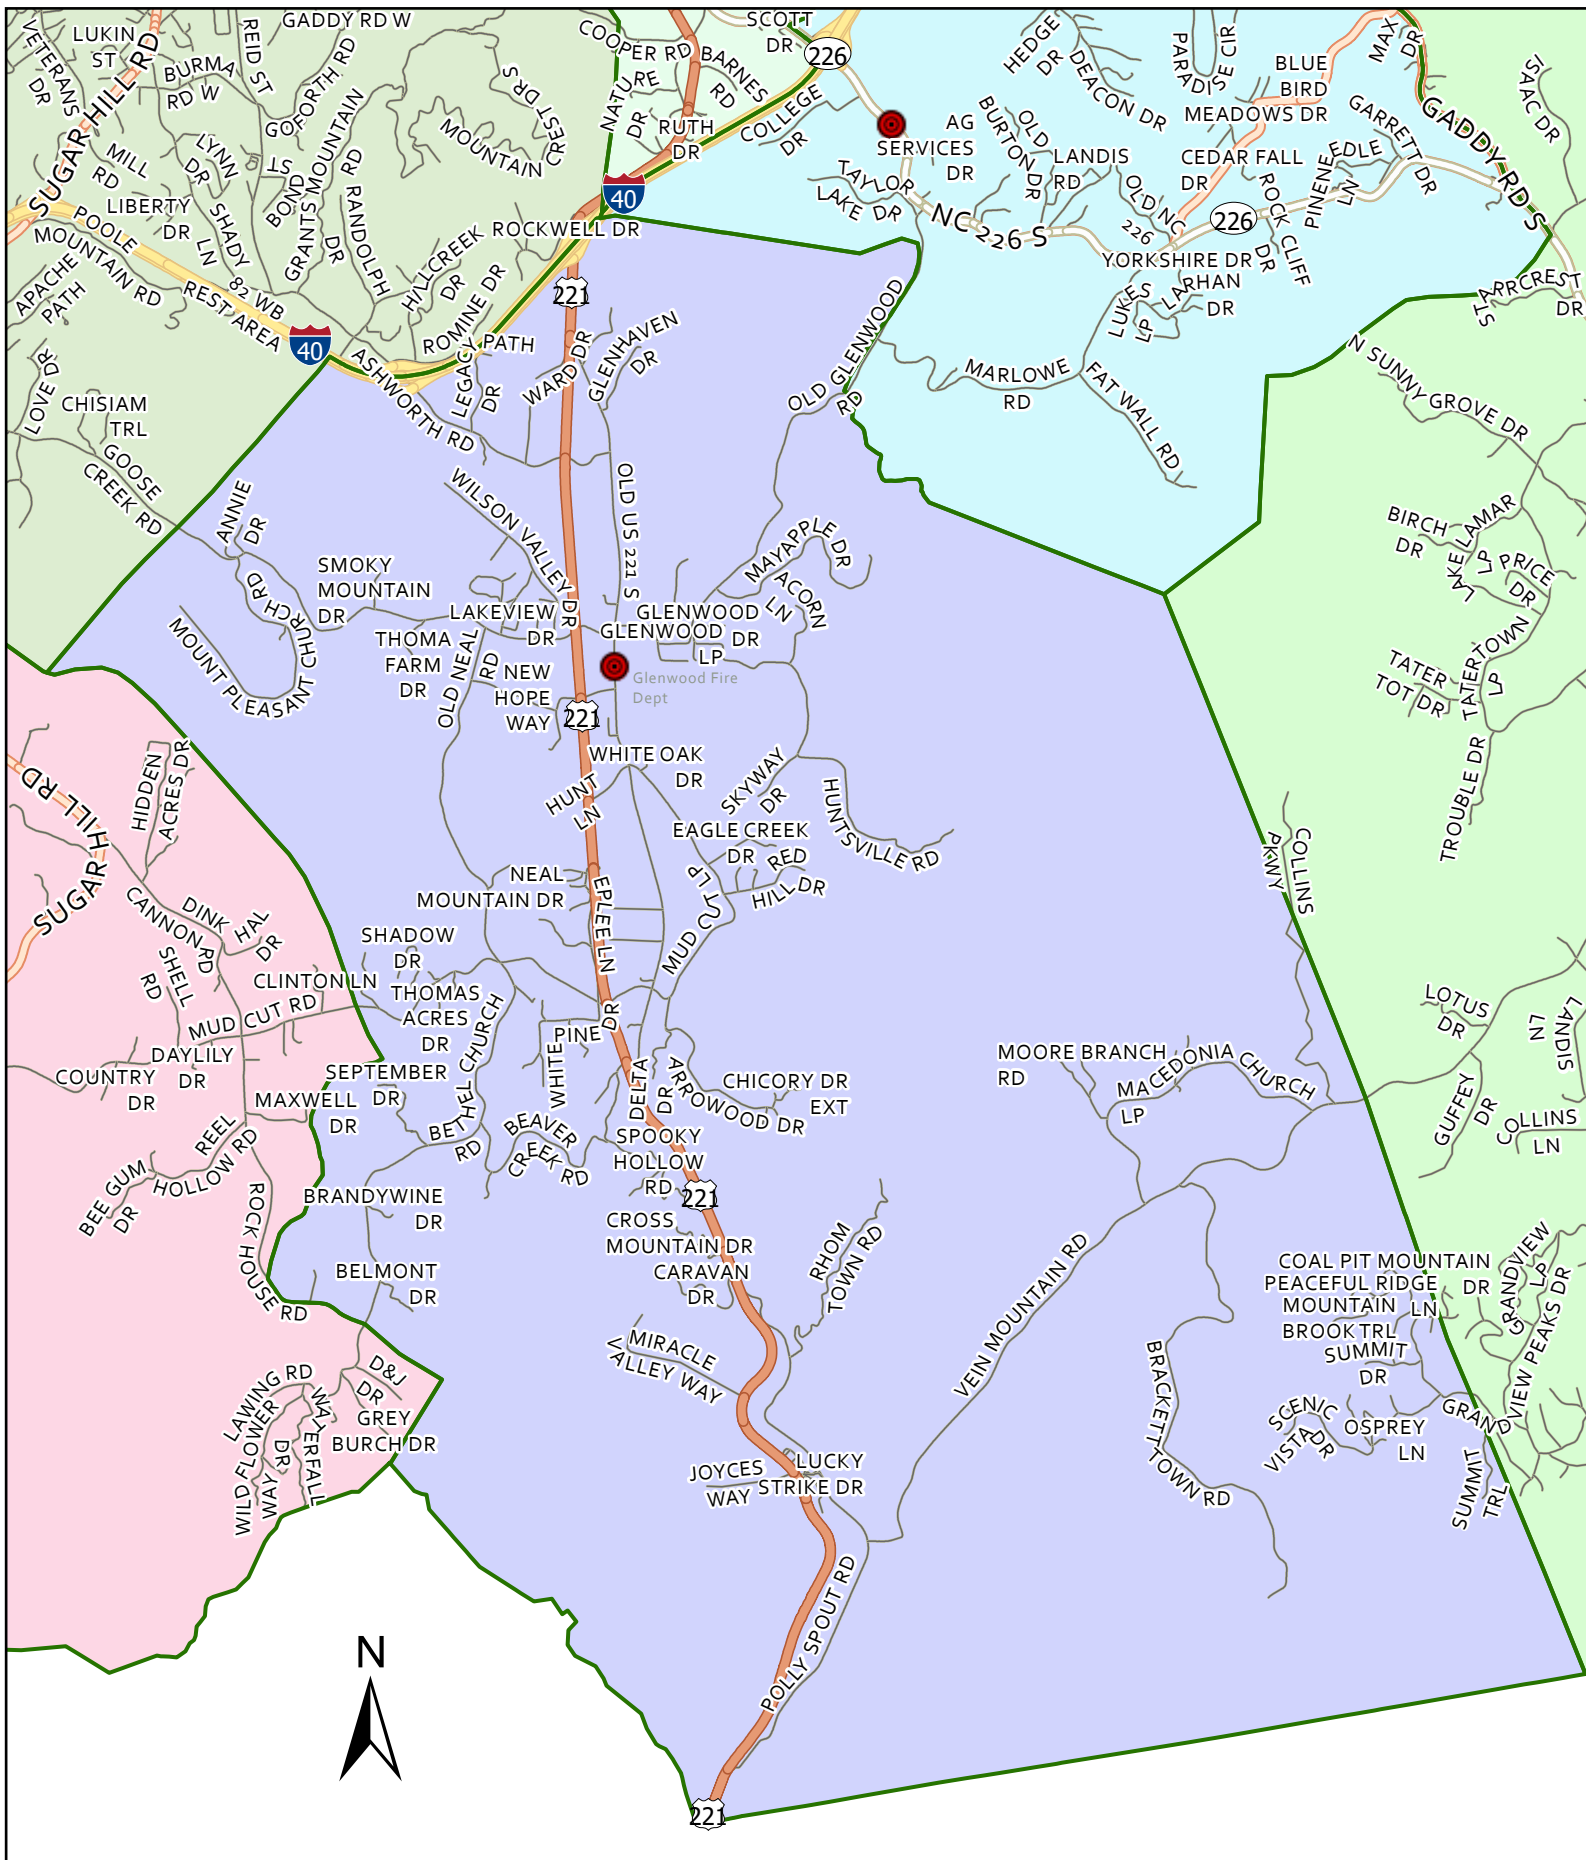 GADDY RD W
SCOTT
DR
226
COOPER RD
BARNES
RD
NATURE
DR
RUTH
DR
COLLEGE
DR
HEDGE
DR
DEACON DR
PARADISE CIR
BLUE
BIRD
MEADOWS DR
MAX
DR
GADDY RD S
ISAAC DR
VETERANS
DR
LUKIN
ST
SUGAR HILL RD
REID ST
BURMA
RD W
GOFORTH RD
CREST DR S
MOUNTAIN
MILL
RD
LYNN
DR
BOND
ST
GRANTS MOUNTAIN
RD
RANDOLPH
DR
LIBERTY
DR
SHADY
LN
AG
SERVICES
DR
OLD
BURTON DR
LANDIS
RD
CEDAR FALL
DR
GARRETT DR
EDLE
PINENE
LN
TAYLOR
LAKE DR
NC 226 S
OLD NC
226
226
ROCK CLIFF
DR
YORKSHIRE DR
LARHAN
DR
LUKES
LP
STARRCREST
DR
40
ROCKWELL DR
221
POOLE
MOUNTAIN RD
APACHE
PATH
82 WB
REST AREA
40
HILLCREEK
DR
ROMINE DR
LEGACY
DR
PATH
ASHWORTH RD
WARD DR
GLENHAVEN
DR
OLD GLENWOOD
RD
MARLOWE
RD
FAT WALL RD
N SUNNY GROVE DR
LOVE DR
CHISIAM
TRL
GOOSE
CREEK RD
ANNIE
DR
WILSON VALLEY DR
OLD US 221 S
MAYAPPLE DR
ACORN
LN
BIRCH
DR
LAKE LAMAR
LP
LAKE
PRICE
DR
TATERTOWN
LP
TATER
TOT DR
TROUBLE DR
SMOKY
MOUNTAIN
DR
CHURCH RD
MOUNT PLEASANT CHURCH
LAKEVIEW
DR
GLENWOOD
DR
GLENWOOD
LP
THOMA
FARM
DR
OLD NEAL
RD
NEW
HOPE
WAY
Glenwood Fire
Dept
221
WHITE OAK
DR
HUNT
LN
SKYWAY
DR
HUNTSVILLE RD
EAGLE CREEK
DR
RED
HILL DR
MUD CUT LP
COLLINS
PKWY
SUGAR HILL RD
HIDDEN
ACRES DR
NEAL
MOUNTAIN DR
EPLEE LN
DINK
CANNON RD
HAL
DR
SHELL
RD
CLINTON LN
MUD CUT RD
SHADOW
DR
THOMAS
ACRES
DR
DAYLILY
DR
COUNTRY
DR
SEPTEMBER
DR
MAXWELL
DR
BETHEL CHURCH
RD
WHITE
PINE DR
DELTA
DR
ARROWOOD DR
CHICORY DR
EXT
MOORE BRANCH
RD
MACEDONIA CHURCH
LP
LOTUS
DR
LANDIS
LN
GUFFEY
DR
COLLINS
LN
REEL
HOLLOW RD
BEE GUM
DR
ROCK HOUSE RD
BEAVER
CREEK RD
SPOOKY
HOLLOW
RD
221
BRANDYWINE
DR
CROSS
MOUNTAIN DR
CARAVAN
DR
RHOM
TOWN RD
VEIN MOUNTAIN RD
BELMONT
DR
COAL PIT MOUNTAIN
DR
PEACEFUL RIDGE
LN
MOUNTAIN
BROOK TRL
SUMMIT
DR
GRANDVIEW
LP
GRANDVIEW PEAKS DR
MIRACLE
VALLEY WAY
BRACKETT
TOWN RD
SCENIC
VISTA DR
OSPREY
LN
SUMMIT
TRL
LAWING RD
D&J
DR
GREY
BURCH DR
WILD FLOWER
WAY
WATERFALL
DR
JOYCES
WAY
LUCKY
STRIKE DR
POLLY SPOUT RD
N
221